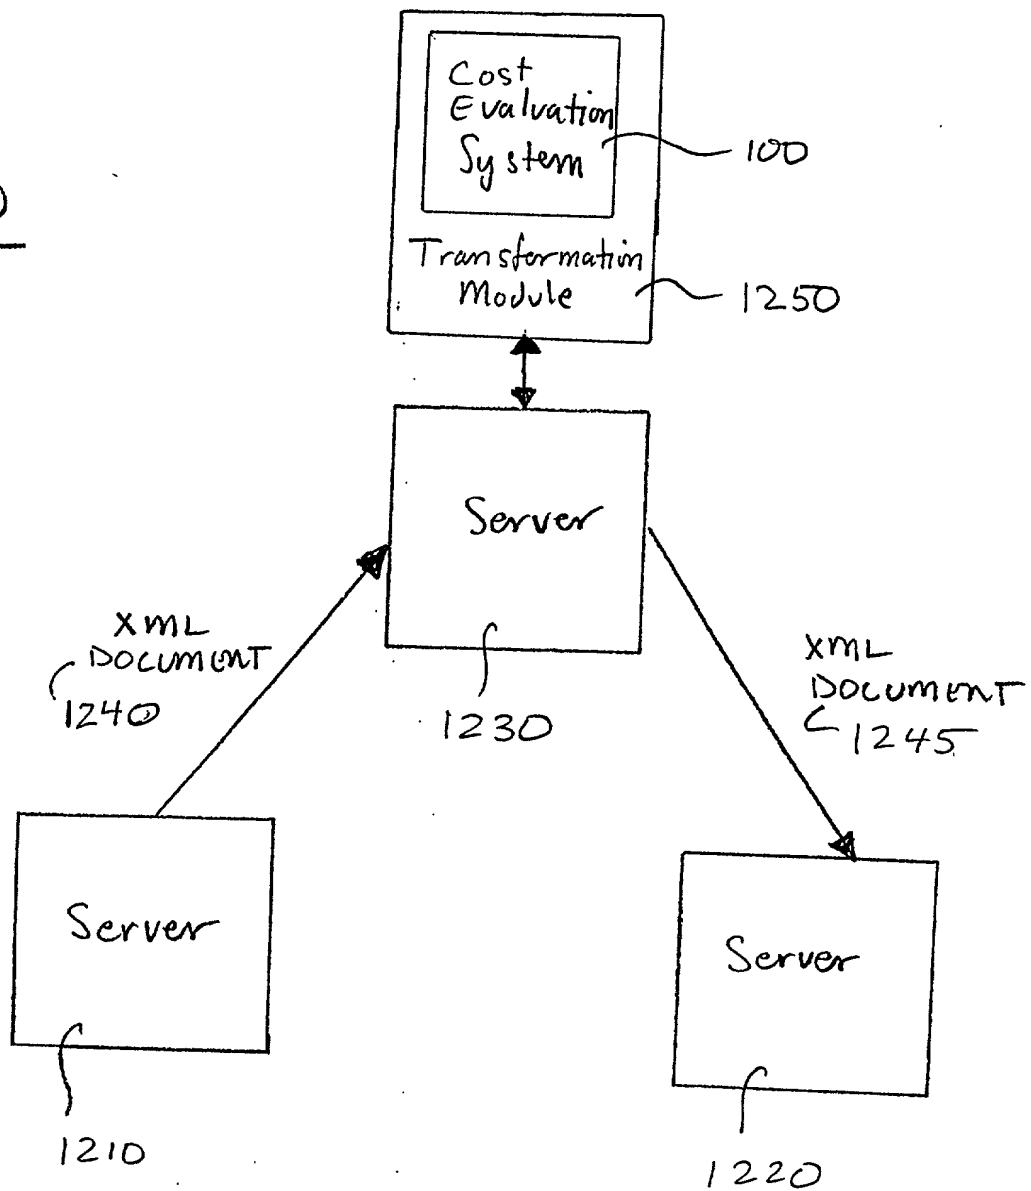 Cost
Evaluation
System
100
Transformation
Module
1250
Server
1230
XML
DOCUMENT
1240
XML
DOCUMENT
1245
Server
1210
Server
1220